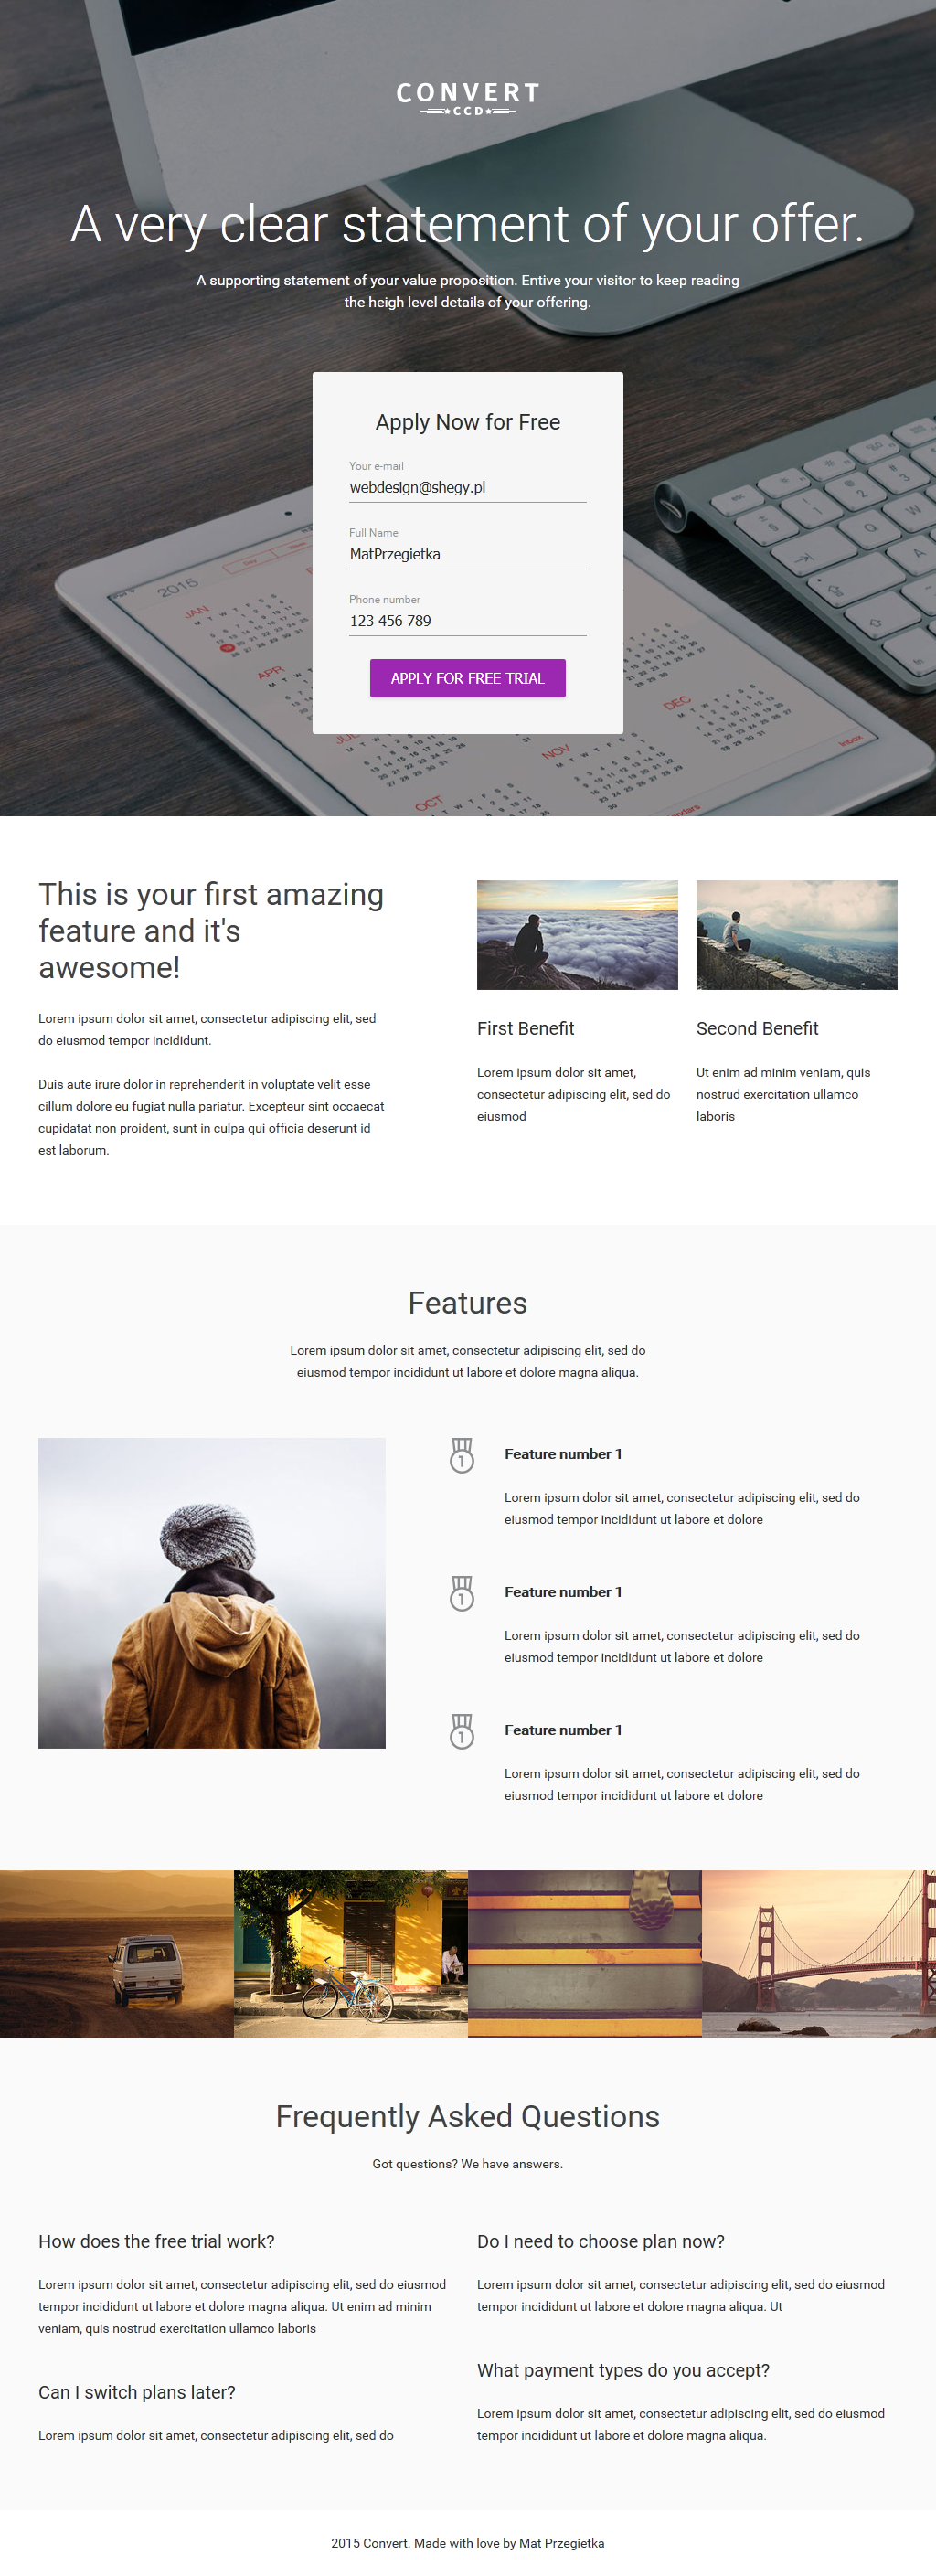 CONVERT
CCD
A very clear statement of your offer.
A supporting statement of your value proposition. Entive your visitor to keep reading
the heigh level details of your offering.
Apply Now for Free
Your e-mail
webdesign@shegy.pl
Full Name
MatPrzegietka
Phone number
123 456 789
APPLY FOR FREE TRIAL
2015
JAN
APR
JUL
OCT
NOV
DEC
Inbox
This is your first amazing
feature and it's
awesome!
Lorem ipsum dolor sit amet, consectetur adipiscing elit, sed
do eiusmod tempor incididunt.
Duis aute irure dolor in reprehenderit in voluptate velit esse
cillum dolore eu fugiat nulla pariatur. Excepteur sint occaecat
cupidatat non proident, sunt in culpa qui officia deserunt id
est laborum.
First Benefit
Lorem ipsum dolor sit amet,
consectetur adipiscing elit, sed do
eiusmod
Second Benefit
Ut enim ad minim veniam, quis
nostrud exercitation ullamco
laboris
Features
Lorem ipsum dolor sit amet, consectetur adipiscing elit, sed do
eiusmod tempor incididunt ut labore et dolore magna aliqua.
1
Feature number 1
Lorem ipsum dolor sit amet, consectetur adipiscing elit, sed do
eiusmod tempor incididunt ut labore et dolore
1
Feature number 1
Lorem ipsum dolor sit amet, consectetur adipiscing elit, sed do
eiusmod tempor incididunt ut labore et dolore
1
Feature number 1
Lorem ipsum dolor sit amet, consectetur adipiscing elit, sed do
eiusmod tempor incididunt ut labore et dolore
Frequently Asked Questions
Got questions? We have answers.
How does the free trial work?
Lorem ipsum dolor sit amet, consectetur adipiscing elit, sed do eiusmod
tempor incididunt ut labore et dolore magna aliqua. Ut enim ad minim
veniam, quis nostrud exercitation ullamco laboris
Can I switch plans later?
Lorem ipsum dolor sit amet, consectetur adipiscing elit, sed do
Do I need to choose plan now?
Lorem ipsum dolor sit amet, consectetur adipiscing elit, sed do eiusmod
tempor incididunt ut labore et dolore magna aliqua. Ut
What payment types do you accept?
Lorem ipsum dolor sit amet, consectetur adipiscing elit, sed do eiusmod
tempor incididunt ut labore et dolore magna aliqua.
2015 Convert. Made with love by Mat Przegietka